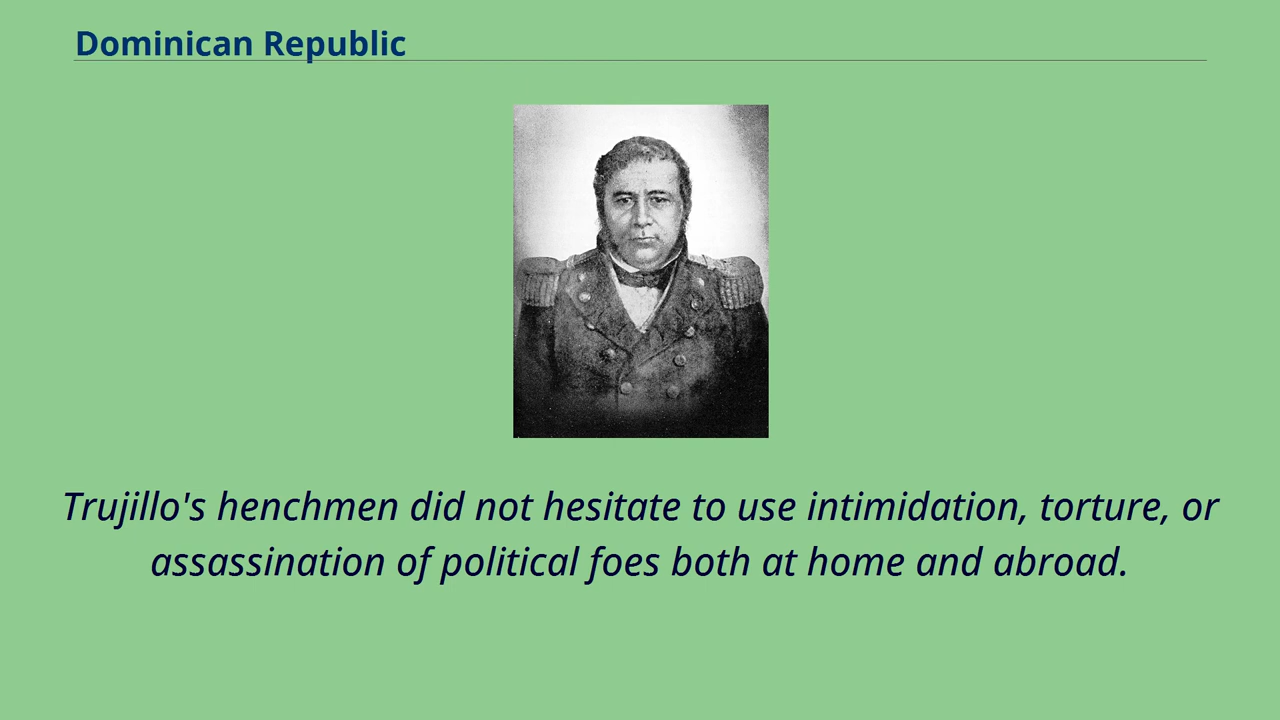 Dominican Republic
Trujillo's henchmen did not hesitate to use intimidation, torture, or
assassination of political foes both at home and abroad.